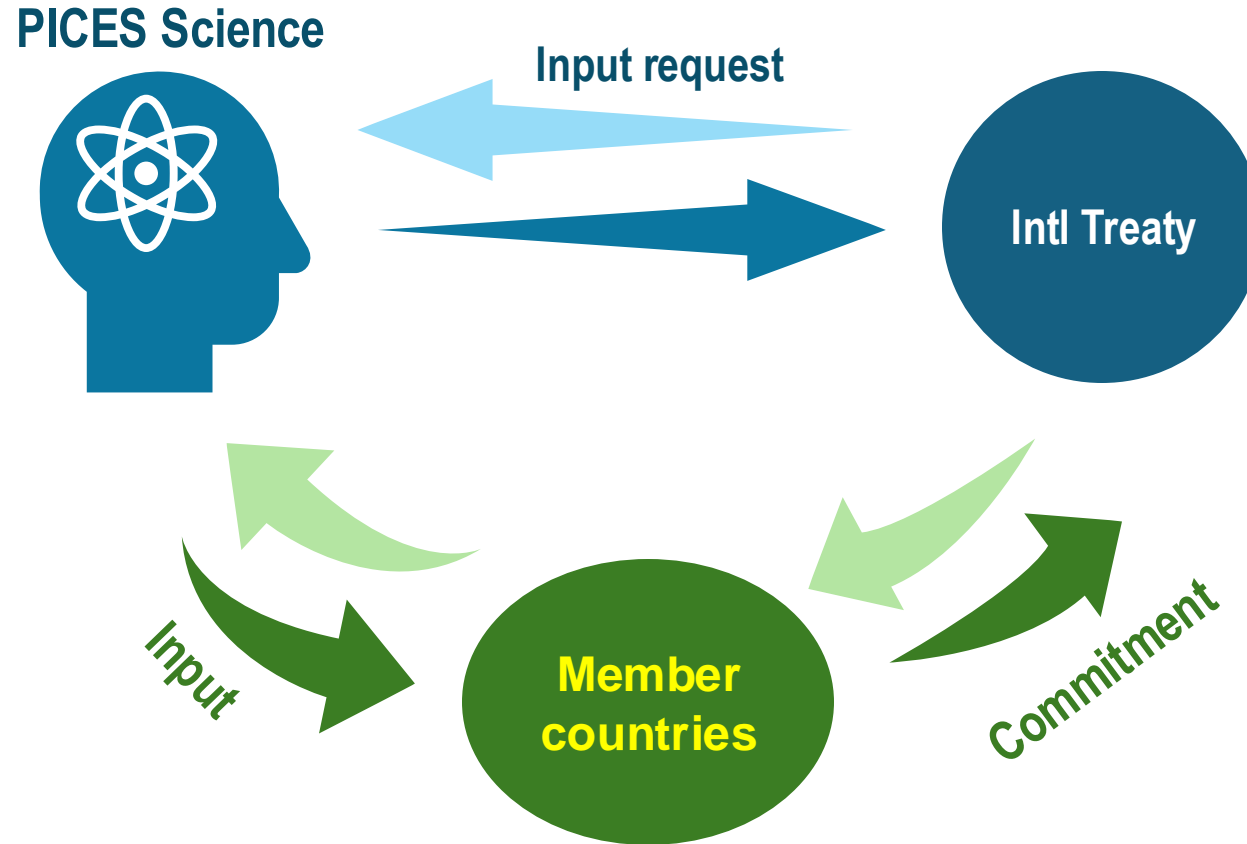 PICES Science
Input request
Intl Treaty
Input
Member
countries
Commitment